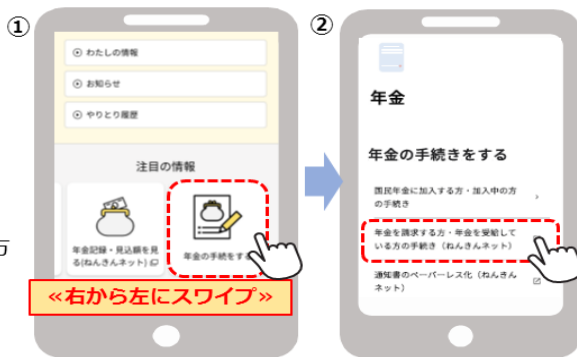 ①
わたしの情報
お知らせ
やりとり履歴
注目の情報
年金記録・見込額を見
る(ねんきんネット)
年金の手続をす
≪右から左にスワイプ≫
②
年金
年金の手続きをする
国民年金に加入する方・加入中の方
の手続き
年金を請求する方・年金を受給して
いる方の手続き（ねんきんネット）
通知書のペーパーレス化（ねんきん
ネット）